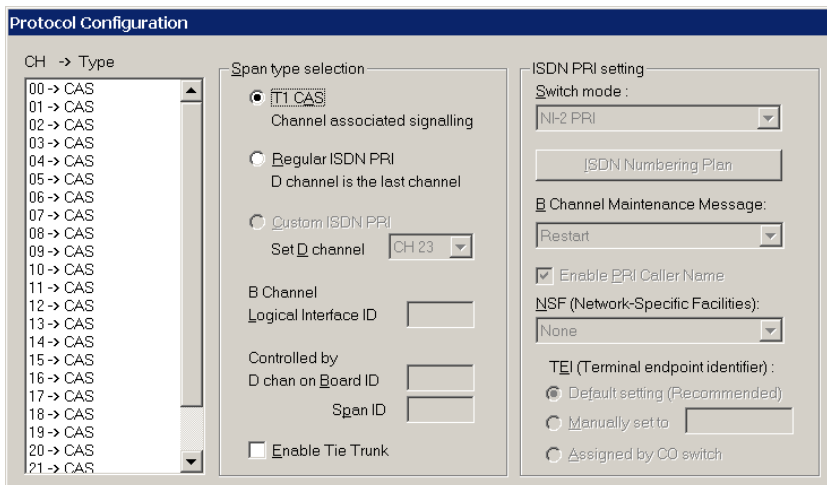 Protocol Configuration
CH -> Type
00 -> CAS
01 -> CAS
02 -> CAS
03 -> CAS
04 -> CAS
05 -> CAS
06 -> CAS
07 -> CAS
08 -> CAS
09 -> CAS
10 -> CAS
11 -> CAS
12 -> CAS
13 -> CAS
14 -> CAS
15 -> CAS
16 -> CAS
17 -> CAS
18 -> CAS
19 -> CAS
20 -> CAS
21 -> CAS
Span type selection
T1 CAS
Channel associated signalling
Regular ISDN PRI
D channel is the last channel
Custom ISDN PRI
Set D channel CH 23
B Channel
Logical Interface ID
Controlled by
D chan on Board ID
Span ID
Enable Tie Trunk
ISDN PRI setting
Switch mode :
NI-2 PRI
ISDN Numbering Plan
B Channel Maintenance Message:
Restart
Enable PRI Caller Name
NSF (Network-Specific Facilities):
None
TEI (Terminal endpoint identifier) :
Default setting (Recommended)
Manually set to
Assigned by CO switch